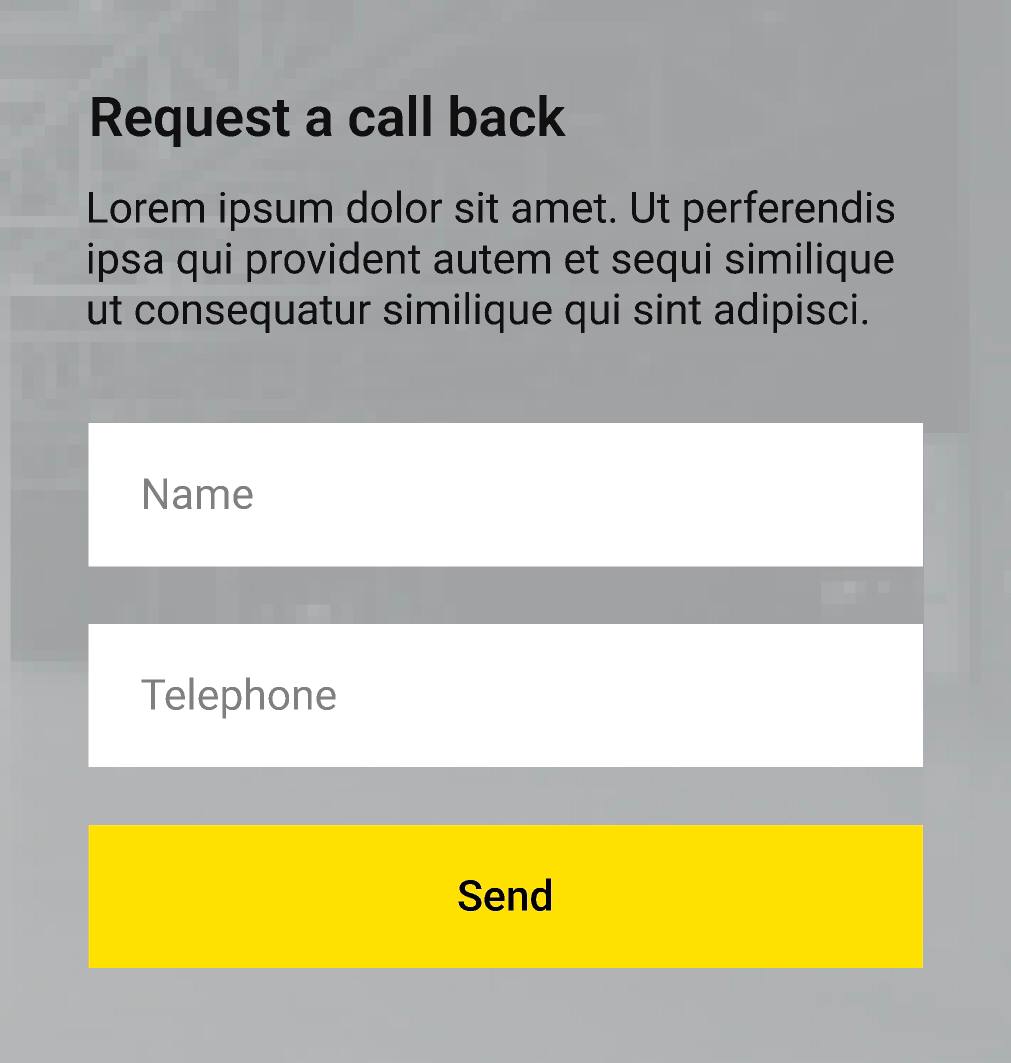 Request a call back
Lorem ipsum dolor sit amet. Ut perferendis
ipsa qui provident autem et sequi similique
ut consequatur similique qui sint adipisci.
Name
Telephone
Send